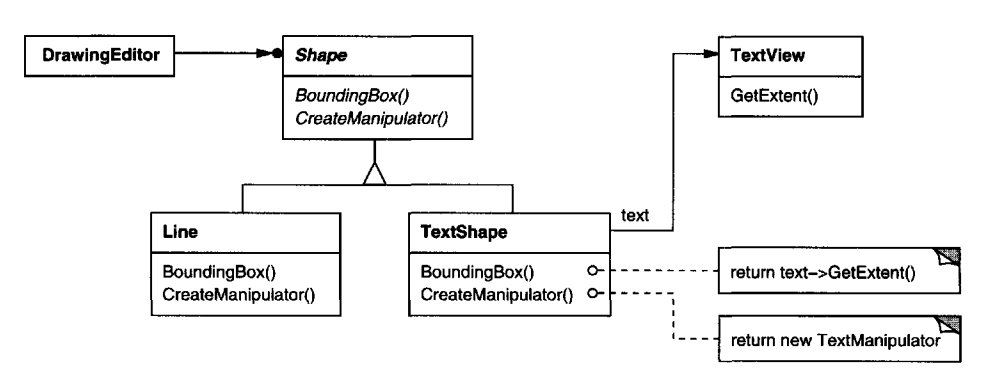 DrawingEditor
Shape
BoundingBox()
CreateManipulator()
TextView
GetExtent()
Line
BoundingBox()
CreateManipulator()
TextShape
BoundingBox()
CreateManipulator()
text
return text–>GetExtent()
return new TextManipulator